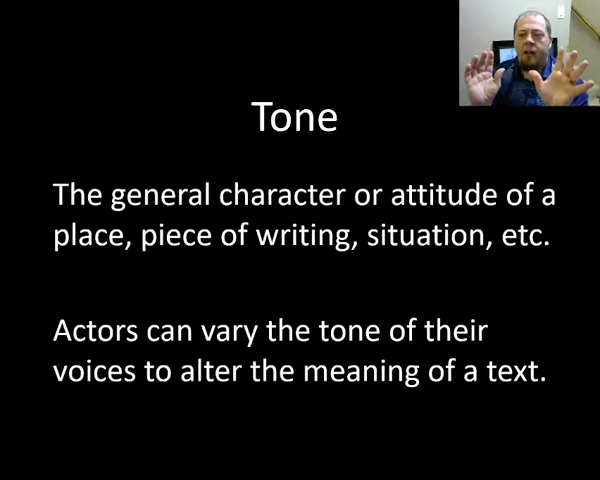 Tone
The general character or attitude of a
place, piece of writing, situation, etc.
Actors can vary the tone of their
voices to alter the meaning of a text.